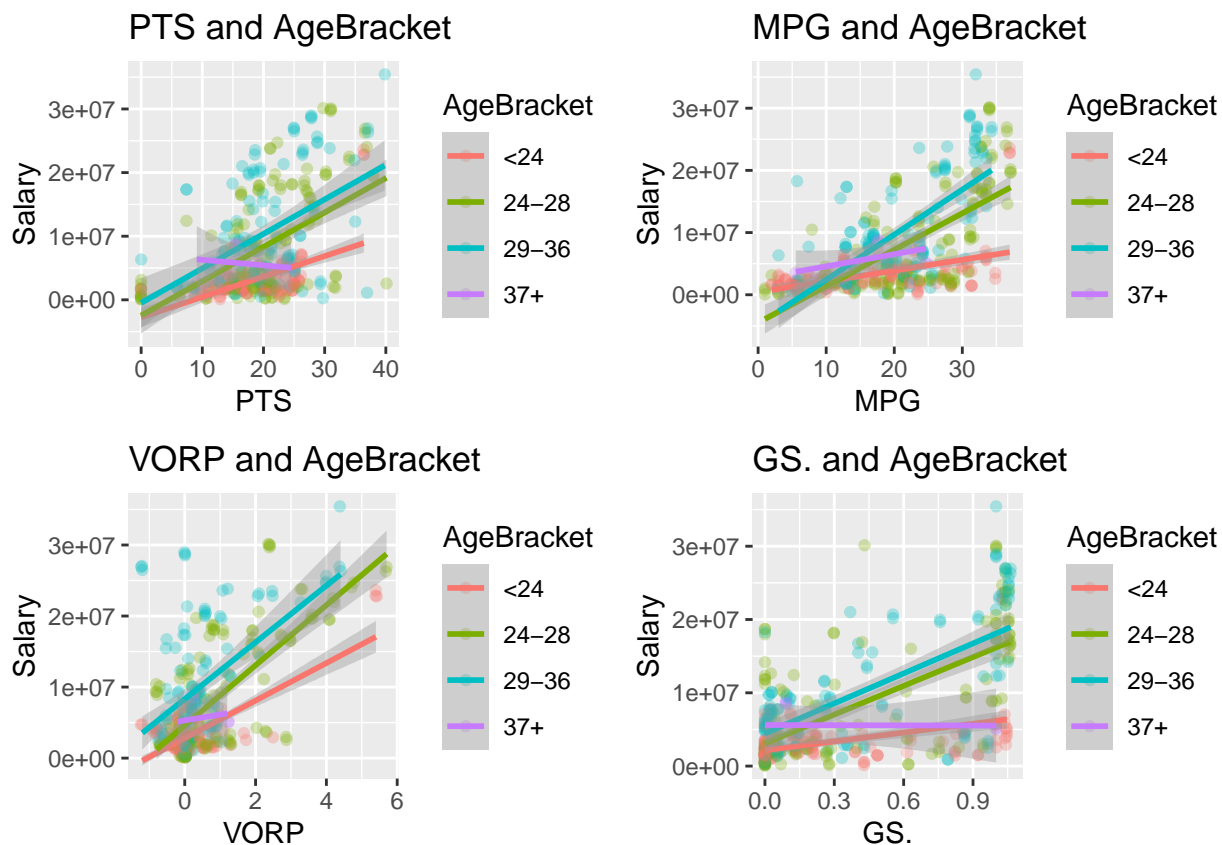 PTS and AgeBracket
3e+07
2e+07
1e+07
0e+00
Salary
0 10 20 30 40
PTS
AgeBracket
<24
24–28
29–36
37+
MPG and AgeBracket
3e+07
2e+07
1e+07
0e+00
Salary
0 10 20 30
MPG
AgeBracket
<24
24–28
29–36
37+
VORP and AgeBracket
3e+07
2e+07
1e+07
0e+00
Salary
0 2 4 6
VORP
AgeBracket
<24
24–28
29–36
37+
GS. and AgeBracket
3e+07
2e+07
1e+07
0e+00
Salary
0.0 0.3 0.6 0.9
GS.
AgeBracket
<24
24–28
29–36
37+